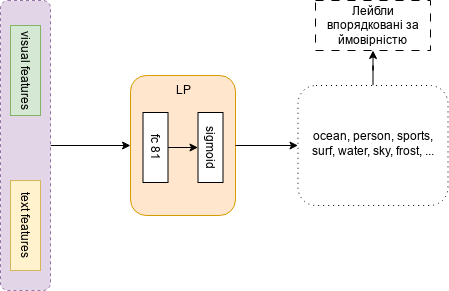 visual features
text features
LP
fc 81
sigmoid
Лейбли
впорядковані за
ймовірністю
ocean, person, sports,
surf, water, sky, frost, ...